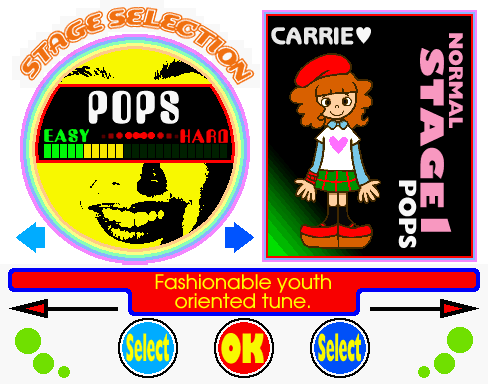 STAGE SELECTION
POPS
EASY
HARD
CARRIE♥
NORMAL
STAGE 1
POPS
Fashionable youth
oriented tune.
Select
OK
Select